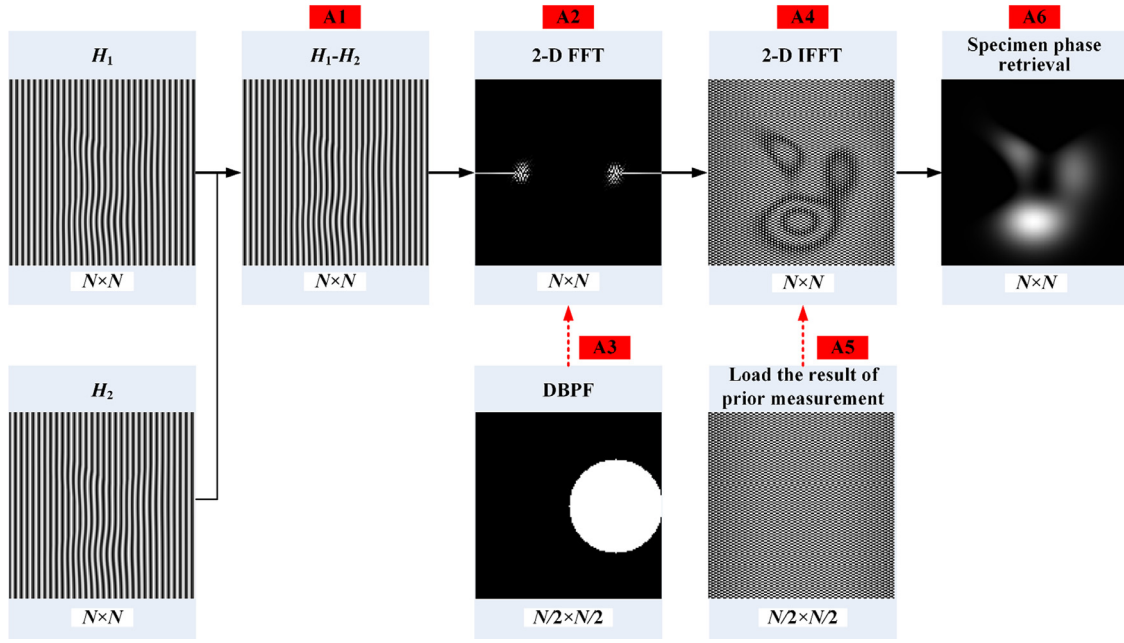 A1
A2
A4
A6
H₁
H₁-H₂
2-D FFT
2-D IFFT
Specimen phase
retrieval
N×N
N×N
N×N
N×N
N×N
A3
A5
H₂
DBPF
Load the result of
prior measurement
N×N
N/2×N/2
N/2×N/2